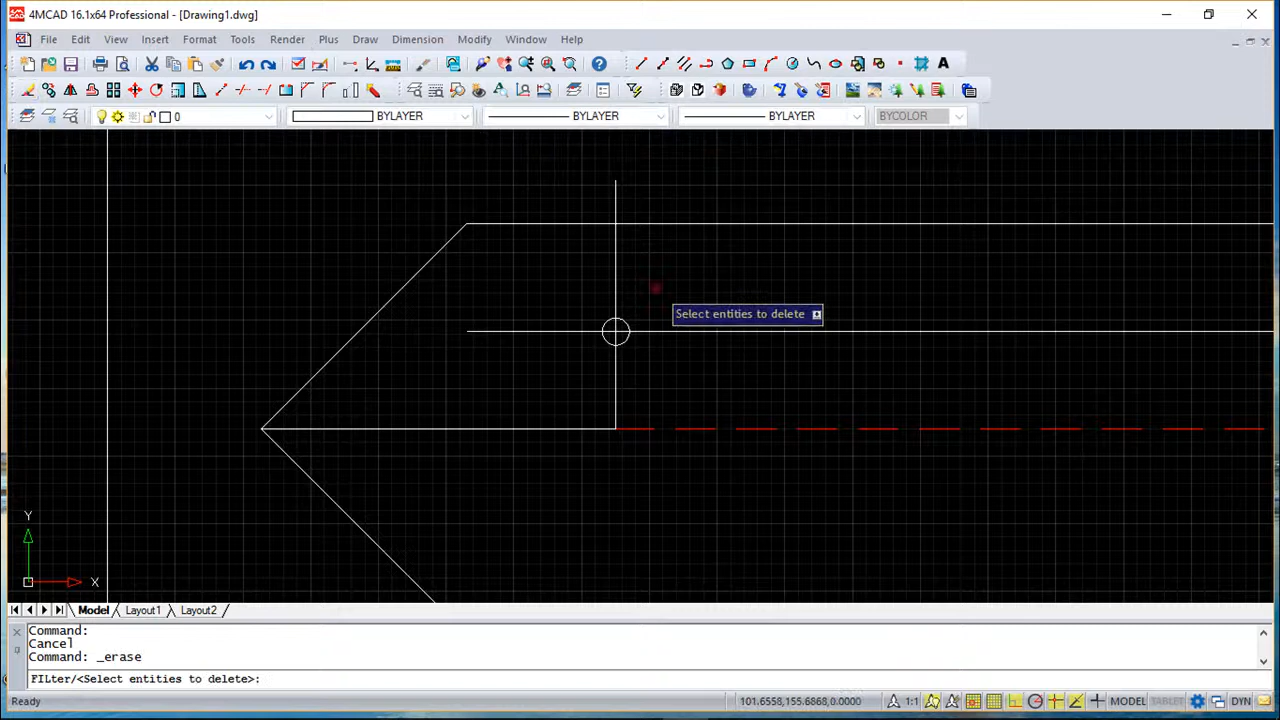 4MCAD 16.1x64 Professional - [Drawing1.dwg]
File Edit View Insert Format Tools Render Plus Draw Dimension Modify Window Help
0 BYLAYER BYLAYER BYLAYER BYCOLOR
Select entities to delete
Y
X
Model Layout1 Layout2
Command:
Cancel
Command: _erase
FILter/<Select entities to delete>:
Ready 101.6558,155.6868,0.0000 1:1 MODEL TABLET DYN